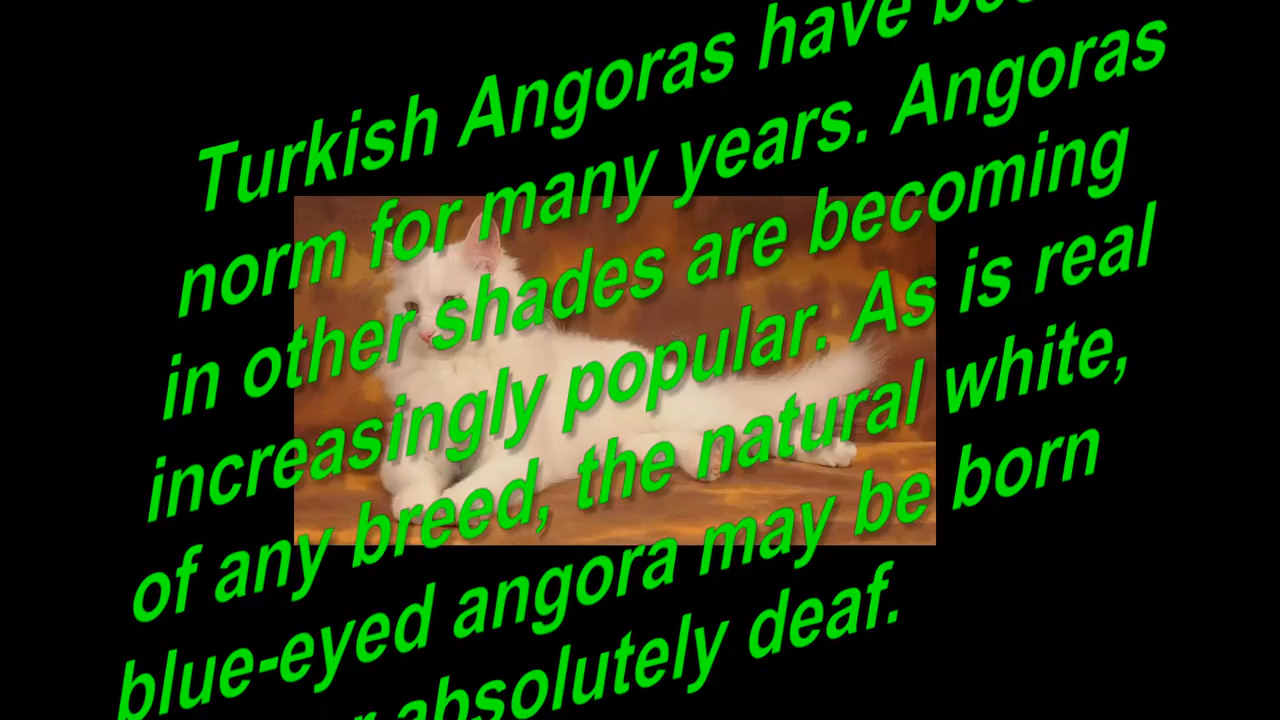 Turkish Angoras have
norm for many years. Angoras
in other shades are becoming
increasingly popular. As is real
of any breed, the natural white,
blue-eyed angora may be born
absolutely deaf.